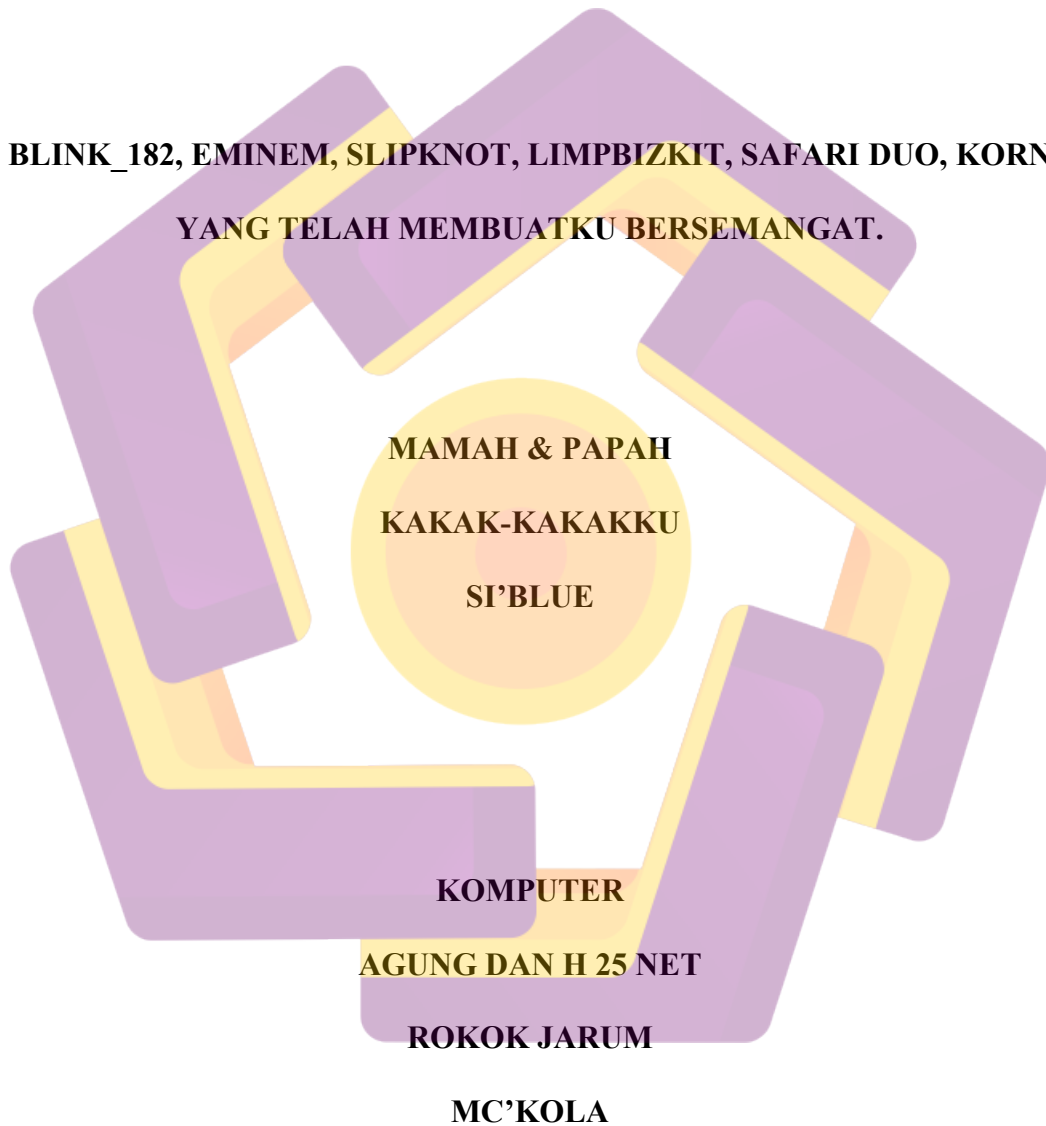 BLINK_182, EMINEM, SLIPKNOT, LIMPBIZKIT, SAFARI DUO, KORN
YANG TELAH MEMBUATKU BERSEMANGAT.
MAMAH & PAPAH
KAKAK-KAKAKKU
SI’BLUE
KOMPUTER
AGUNG DAN H 25 NET
ROKOK JARUM
MC’KOLA